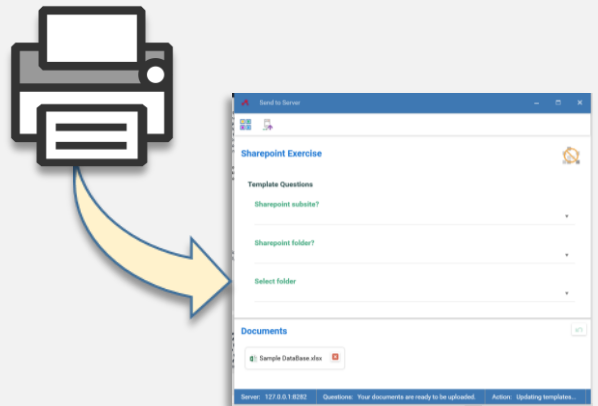 Send to Server
Sharepoint Exercise
Template Questions
Sharepoint subsite?
Sharepoint folder?
Select folder
Documents
Sample DataBase.xlsx
Server: 127.0.0.1:8282 Questions: Your documents are ready to be uploaded. Action: Updating templates...